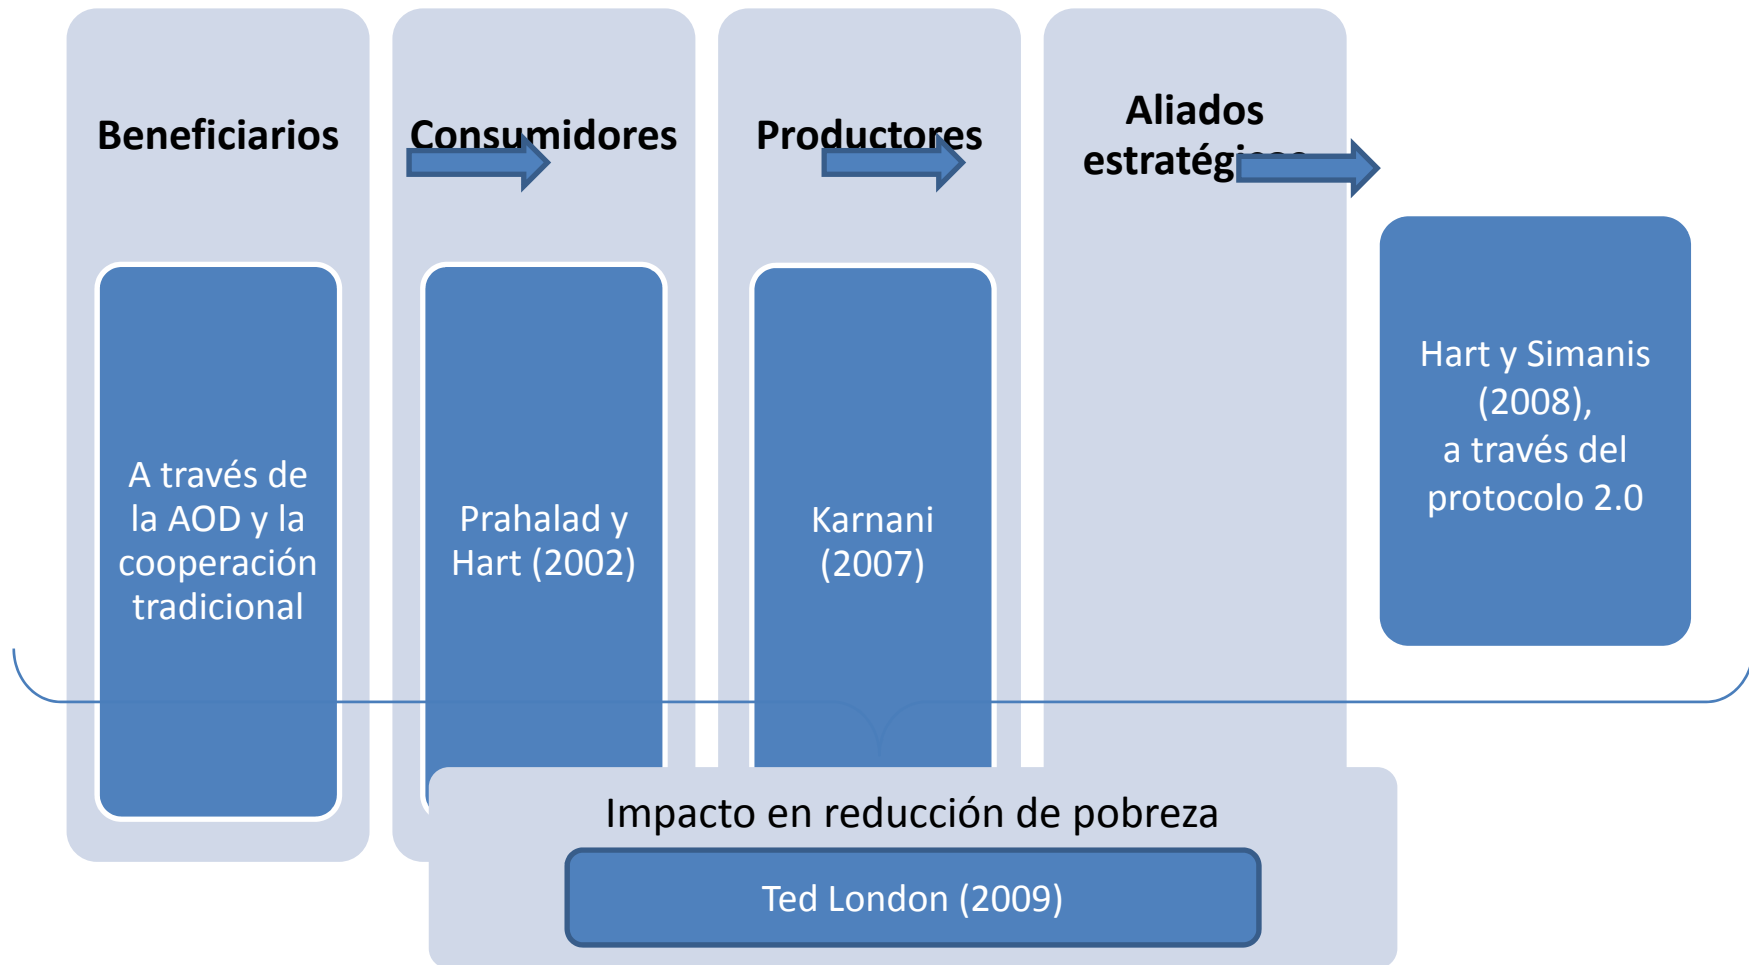 Beneficiarios
Consumidores
Productores
Aliados
estratégicos
A través de
la AOD y la
cooperación
tradicional
Prahalad y
Hart (2002)
Karnani
(2007)
Hart y Simanis
(2008),
a través del
protocolo 2.0
Impacto en reducción de pobreza
Ted London (2009)